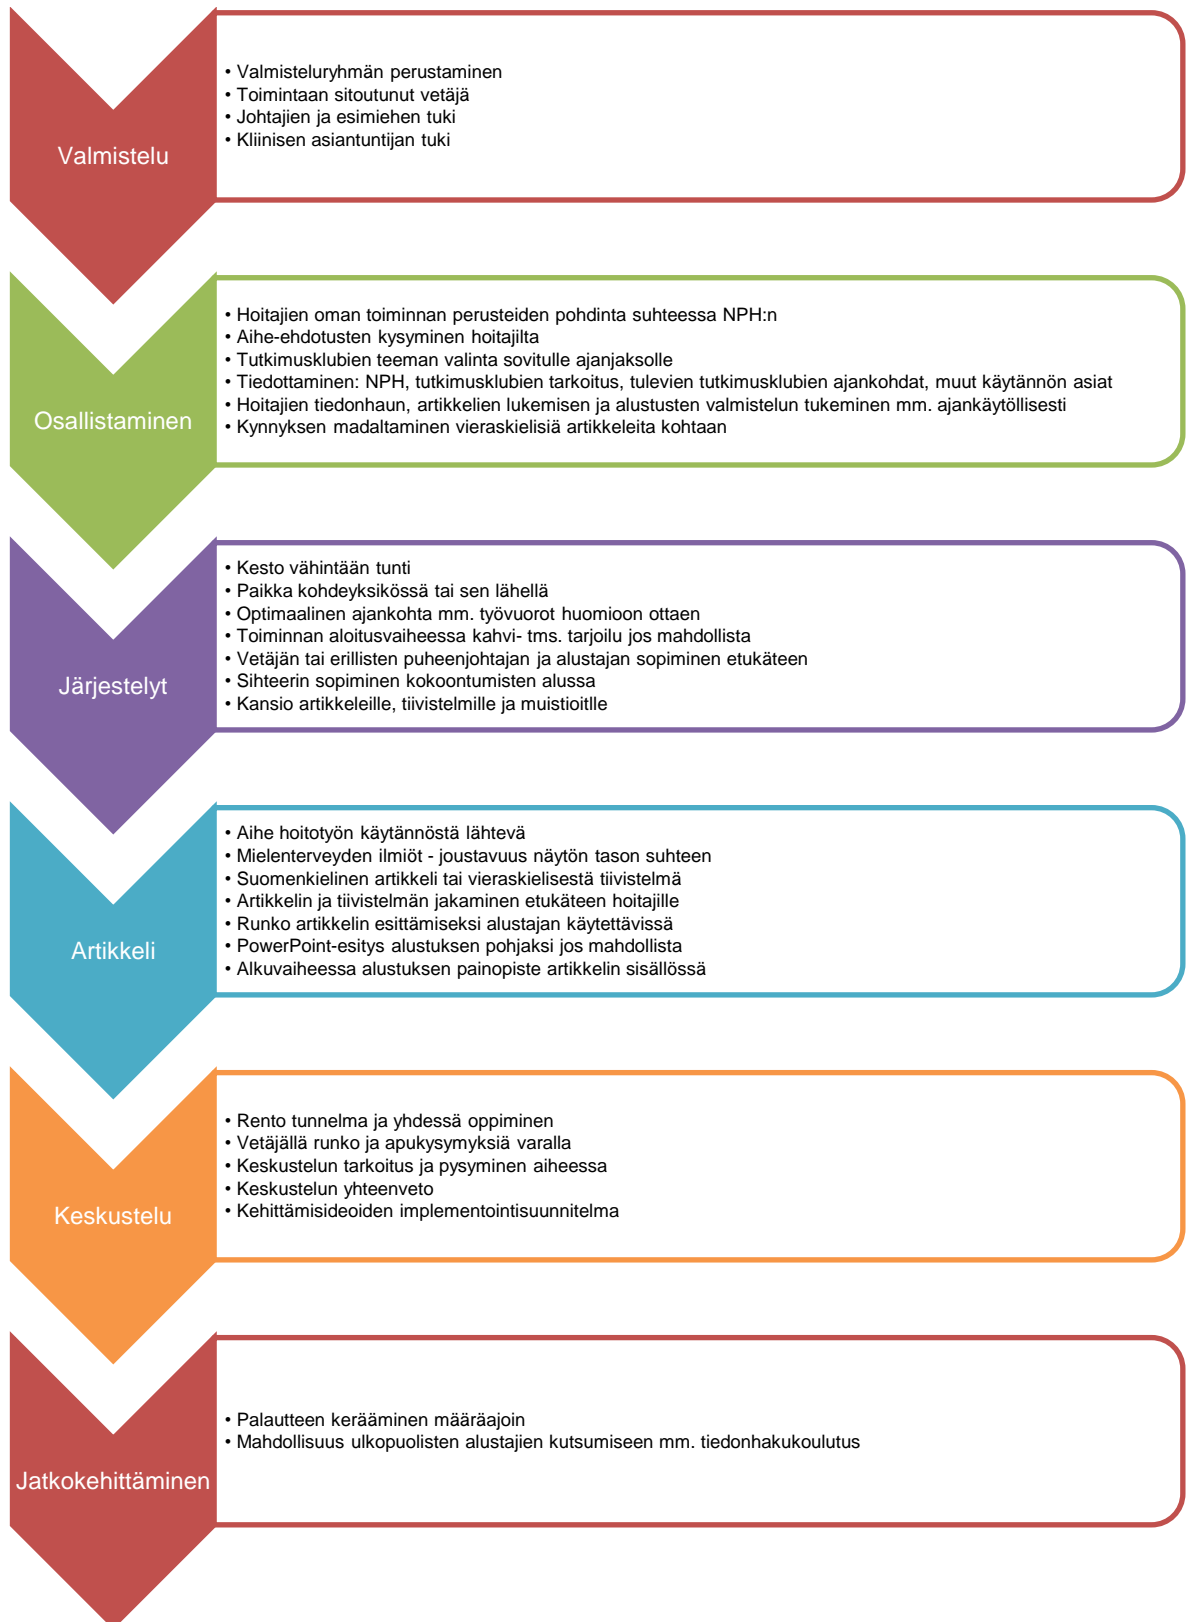 Valmistelu
• Valmisteluryhmän perustaminen
• Toimintaan sitoutunut vetäjä
• Johtajien ja esimiehen tuki
• Kliinisen asiantuntijan tuki
Osallistaminen
• Hoitajien oman toiminnan perusteiden pohdinta suhteessa NPH:n
• Aihe-ehdotusten kysyminen hoitajilta
• Tutkimusklubien teeman valinta sovitulle ajanjaksolle
• Tiedottaminen: NPH, tutkimusklubien tarkoitus, tulevien tutkimusklubien ajankohdat, muut käytännön asiat
• Hoitajien tiedonhaun, artikkelien lukemisen ja alustusten valmistelun tukeminen mm. ajankäytöllisesti
• Kynnyksen madaltaminen vieraskielisiä artikkeleita kohtaan
Järjestelyt
• Kesto vähintään tunti
• Paikka kohdeyksikössä tai sen lähellä
• Optimaalinen ajankohta mm. työvuorot huomioon ottaen
• Toiminnan aloitusvaiheessa kahvi- tms. tarjoilu jos mahdollista
• Vetäjän tai erillisten puheenjohtajan ja alustajan sopiminen etukäteen
• Sihteerin sopiminen kokoontumisten alussa
• Kansio artikkeleille, tiivistelmille ja muistioitlle
Artikkeli
• Aihe hoitotyön käytännöstä lähtevä
• Mielenterveyden ilmiöt - joustavuus näytön tason suhteen
• Suomenkielinen artikkeli tai vieraskielisestä tiivistelmä
• Artikkelin ja tiivistelmän jakaminen etukäteen hoitajille
• Runko artikkelin esittämiseksi alustajan käytettävissä
• PowerPoint-esitys alustuksen pohjaksi jos mahdollista
• Alkuvaiheessa alustuksen painopiste artikkelin sisällössä
Keskustelu
• Rento tunnelma ja yhdessä oppiminen
• Vetäjällä runko ja apukysymyksiä varalla
• Keskustelun tarkoitus ja pysyminen aiheessa
• Keskustelun yhteenveto
• Kehittämisideoiden implementointisuunnitelma
Jatkokehittäminen
• Palautteen kerääminen määräajoin
• Mahdollisuus ulkopuolisten alustajien kutsumiseen mm. tiedonhakukoulutus